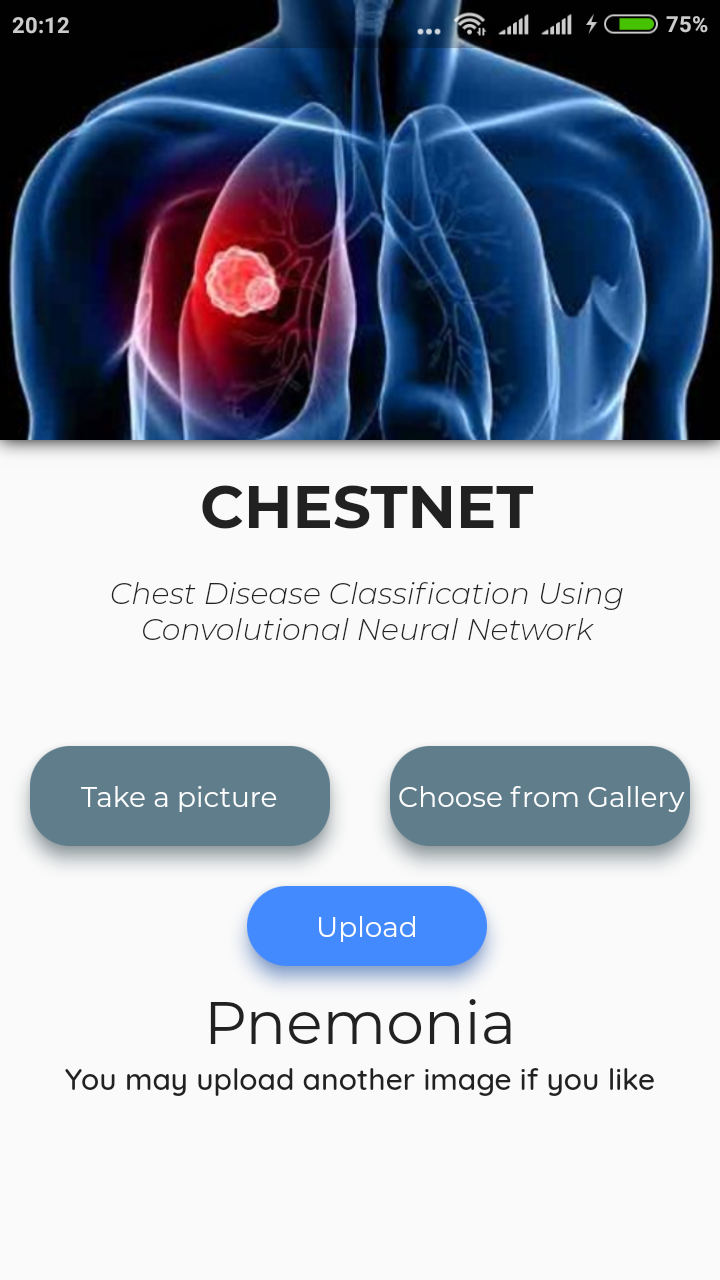 20:12
75%
CHESTNET
Chest Disease Classification Using
Convolutional Neural Network
Take a picture
Choose from Gallery
Upload
Pnemonia
You may upload another image if you like